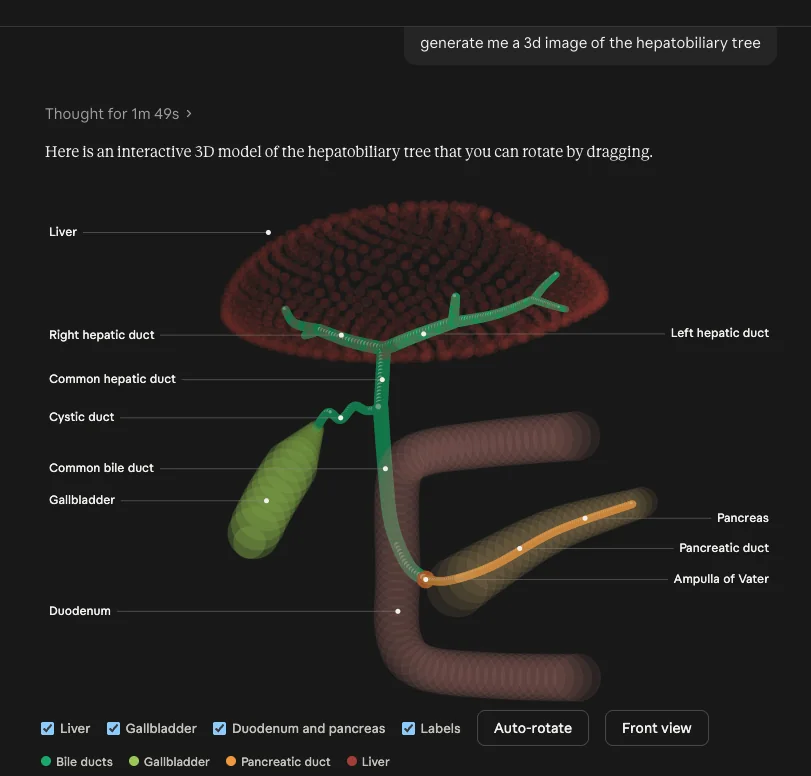 generate me a 3d image of the hepatobiliary tree
Thought for 1m 49s
Here is an interactive 3D model of the hepatobiliary tree that you can rotate by dragging.
Liver
Right hepatic duct
Left hepatic duct
Common hepatic duct
Cystic duct
Common bile duct
Gallbladder
Pancreas
Pancreatic duct
Ampulla of Vater
Duodenum
Liver Gallbladder Duodenum and pancreas Labels Auto-rotate Front view
Bile ducts Gallbladder Pancreatic duct Liver